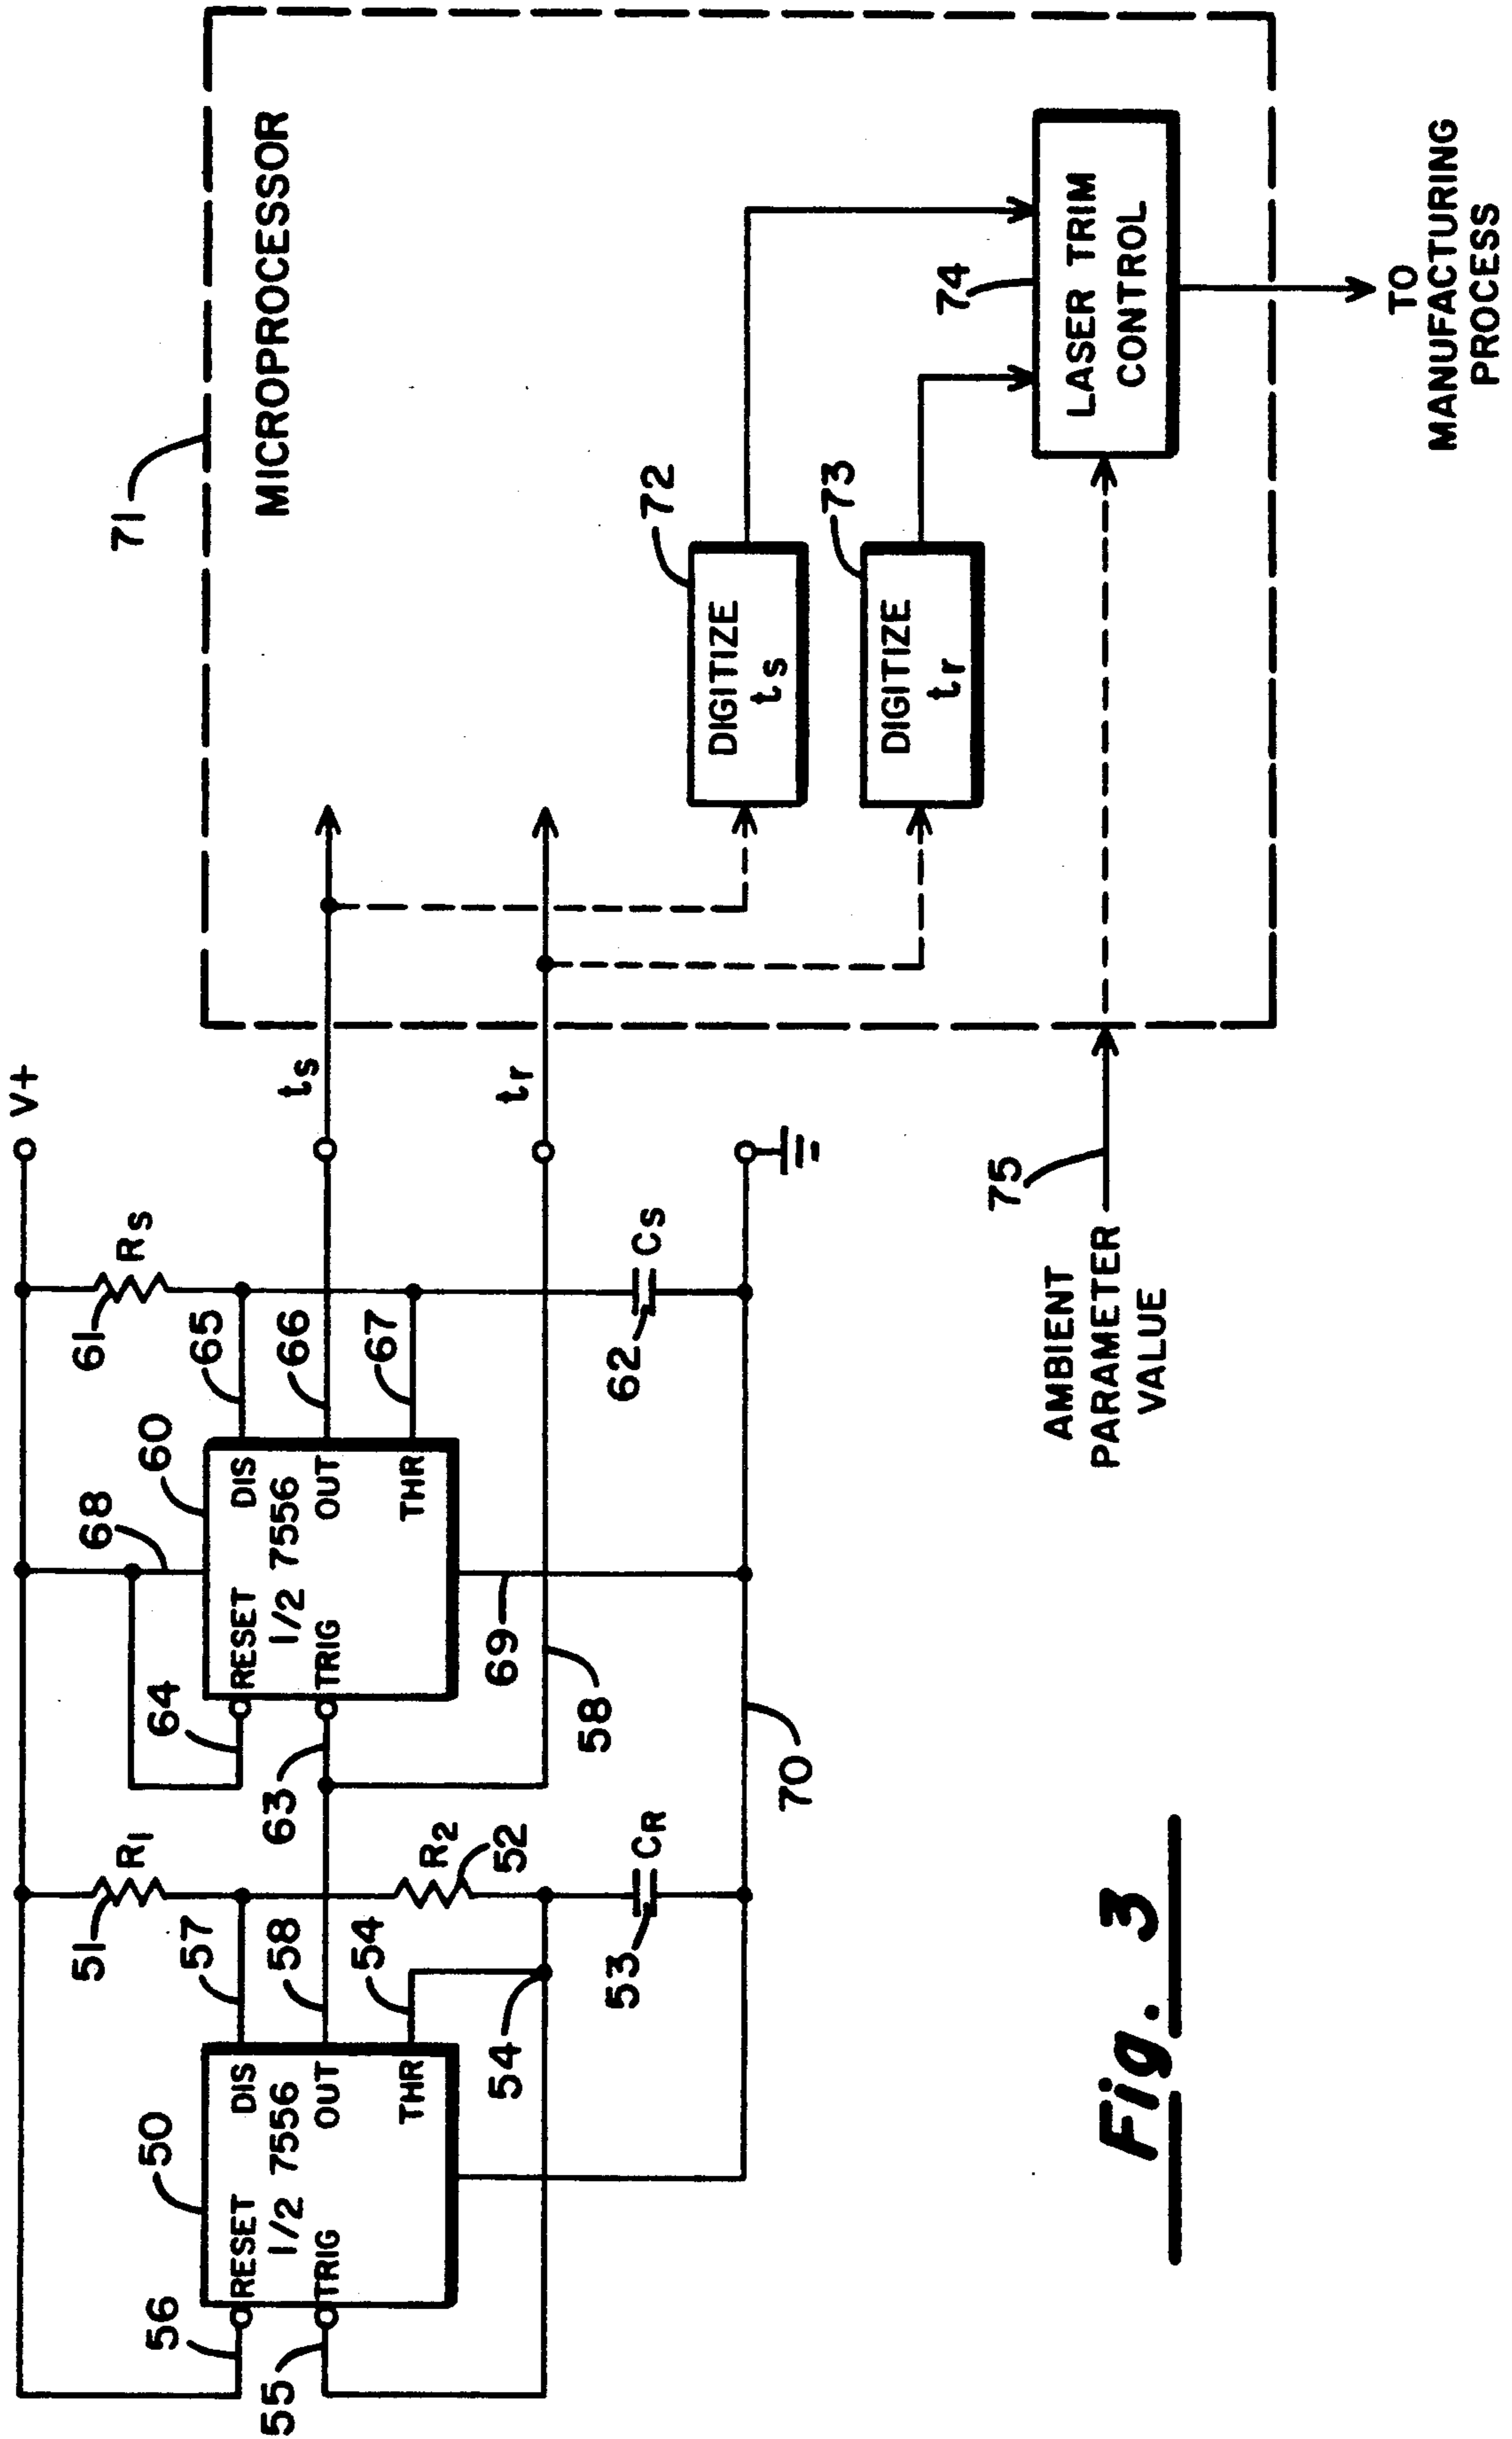 V+
51
R1
68
61
Rs
71
MICROPROCESSOR
56
50
57
64
60
65
RESET
DIS
RESET
DIS
1/2 7556
1/2 7556
55
TRIG
OUT
58
63
TRIG
OUT
66
ts
54
THR
R2
52
THR
67
54
69
tr
53
CR
58
62
Cs
70
72
DIGITIZE
ts
73
DIGITIZE
tr
74
LASER TRIM
CONTROL
75
AMBIENT
PARAMETER
VALUE
TO
MANUFACTURING
PROCESS
Fig. 3